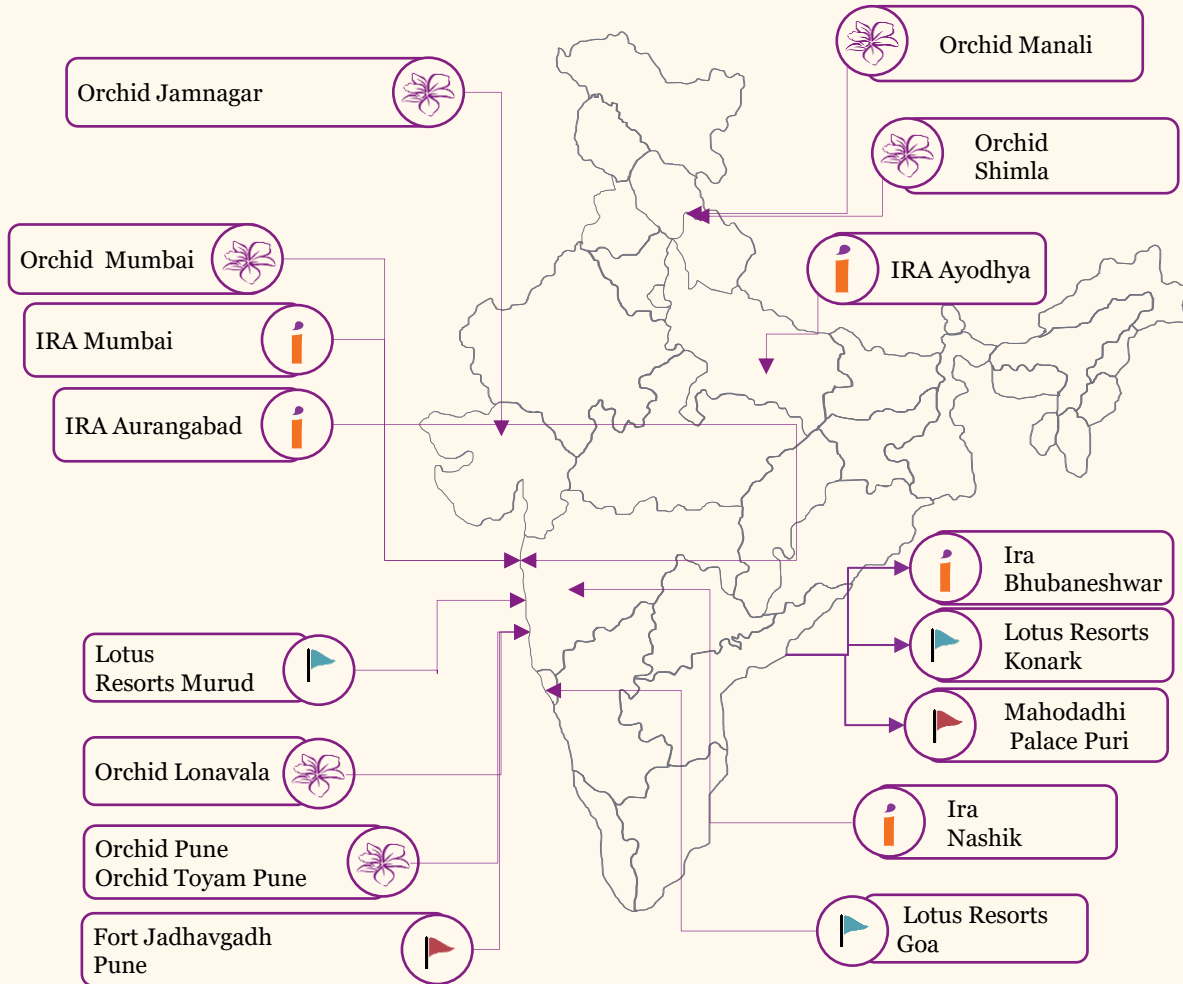 Orchid Manali
Orchid Jamnagar
Orchid
Shimla
Orchid  Mumbai
IRA Ayodhya
IRA Mumbai
IRA Aurangabad
Ira
Bhubaneshwar
Lotus Resorts
Konark
Lotus
Resorts Murud
Mahodadhi
Palace Puri
Orchid Lonavala
Ira
Nashik
Orchid Pune
Orchid Toyam Pune
Lotus Resorts
Goa
Fort Jadhavgadh
Pune